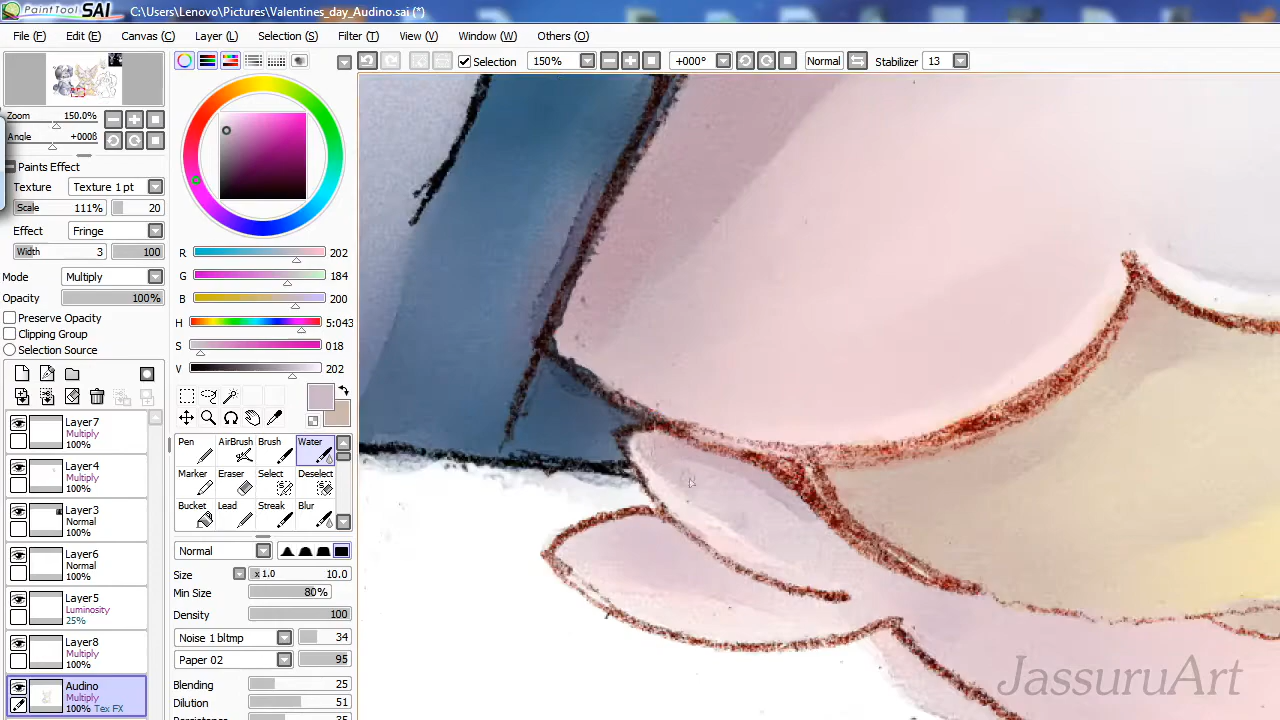 PaintTool SAI C:\Users\Lenovo\Pictures\Valentines_day_Audino.sai (*)
File (F) Edit (E) Canvas (C) Layer (L) Selection (S) Filter (T) View (V) Window (W) Others (O)
Selection 150% +000° Normal Stabilizer 13
Zoom 150.0%
Angle +000ß
Paints Effect
Texture Texture 1 pt
Scale 111% 20
Effect Fringe
Width 3 100
Mode Multiply
Opacity 100%
Preserve Opacity
Clipping Group
Selection Source
Layer7
Multiply
100%
Layer4
Multiply
100%
Layer3
Normal
100%
Layer6
Normal
100%
Layer5
Luminosity
25%
Layer8
Multiply
100%
Audino
Multiply
100% Tex FX
R 202
G 184
B 200
H 5:043
S 018
V 202
Pen AirBrush Brush Water
Marker Eraser Select Deselect
Bucket Lead Streak Blur
Normal
Size x 1.0 10.0
Min Size 80%
Density 100
Noise 1 bltmp 34
Paper 02 95
Blending 25
Dilution 51
JassuruArt